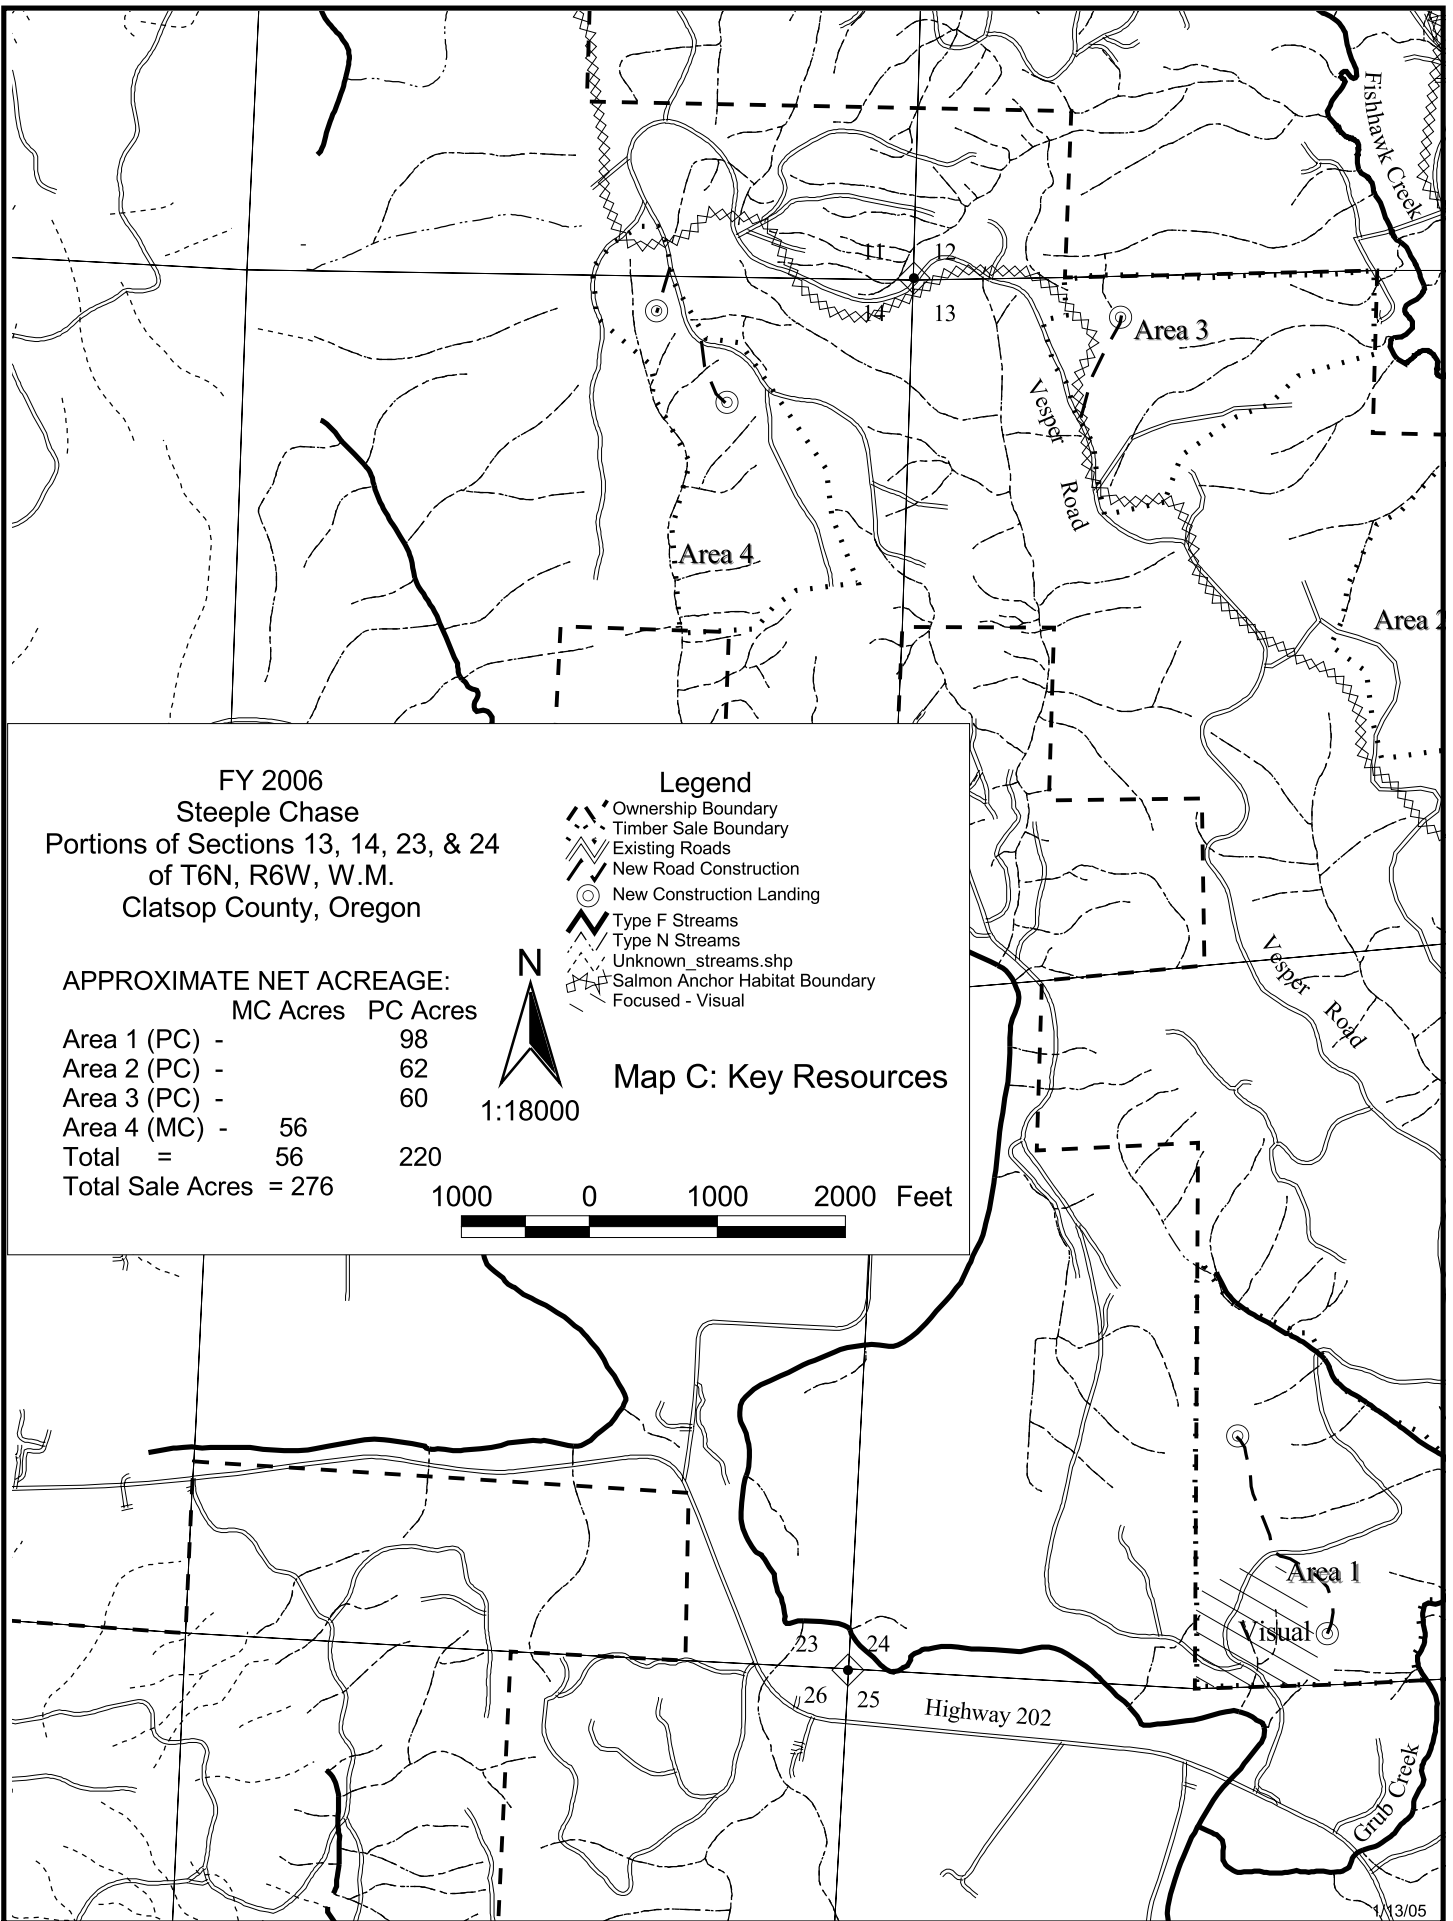 Fishhawk Creek
11
12
14
13
Area 3
Vesper
Road
Area 4
Area 2
FY 2006
Steeple Chase
Portions of Sections 13, 14, 23, & 24
of T6N, R6W, W.M.
Clatsop County, Oregon
APPROXIMATE NET ACREAGE:
MC Acres PC Acres
Area 1 (PC) - 98
Area 2 (PC) - 62
Area 3 (PC) - 60
Area 4 (MC) - 56
Total = 56 220
Total Sale Acres = 276
N
1:18000
Legend
Ownership Boundary
Timber Sale Boundary
Existing Roads
New Road Construction
New Construction Landing
Type F Streams
Type N Streams
Unknown_streams.shp
Salmon Anchor Habitat Boundary
Focused - Visual
Map C: Key Resources
1000 0 1000 2000 Feet
Vesper
Road
Area 1
Visual
23
24
26
25
Highway 202
Grub Creek
1/13/05